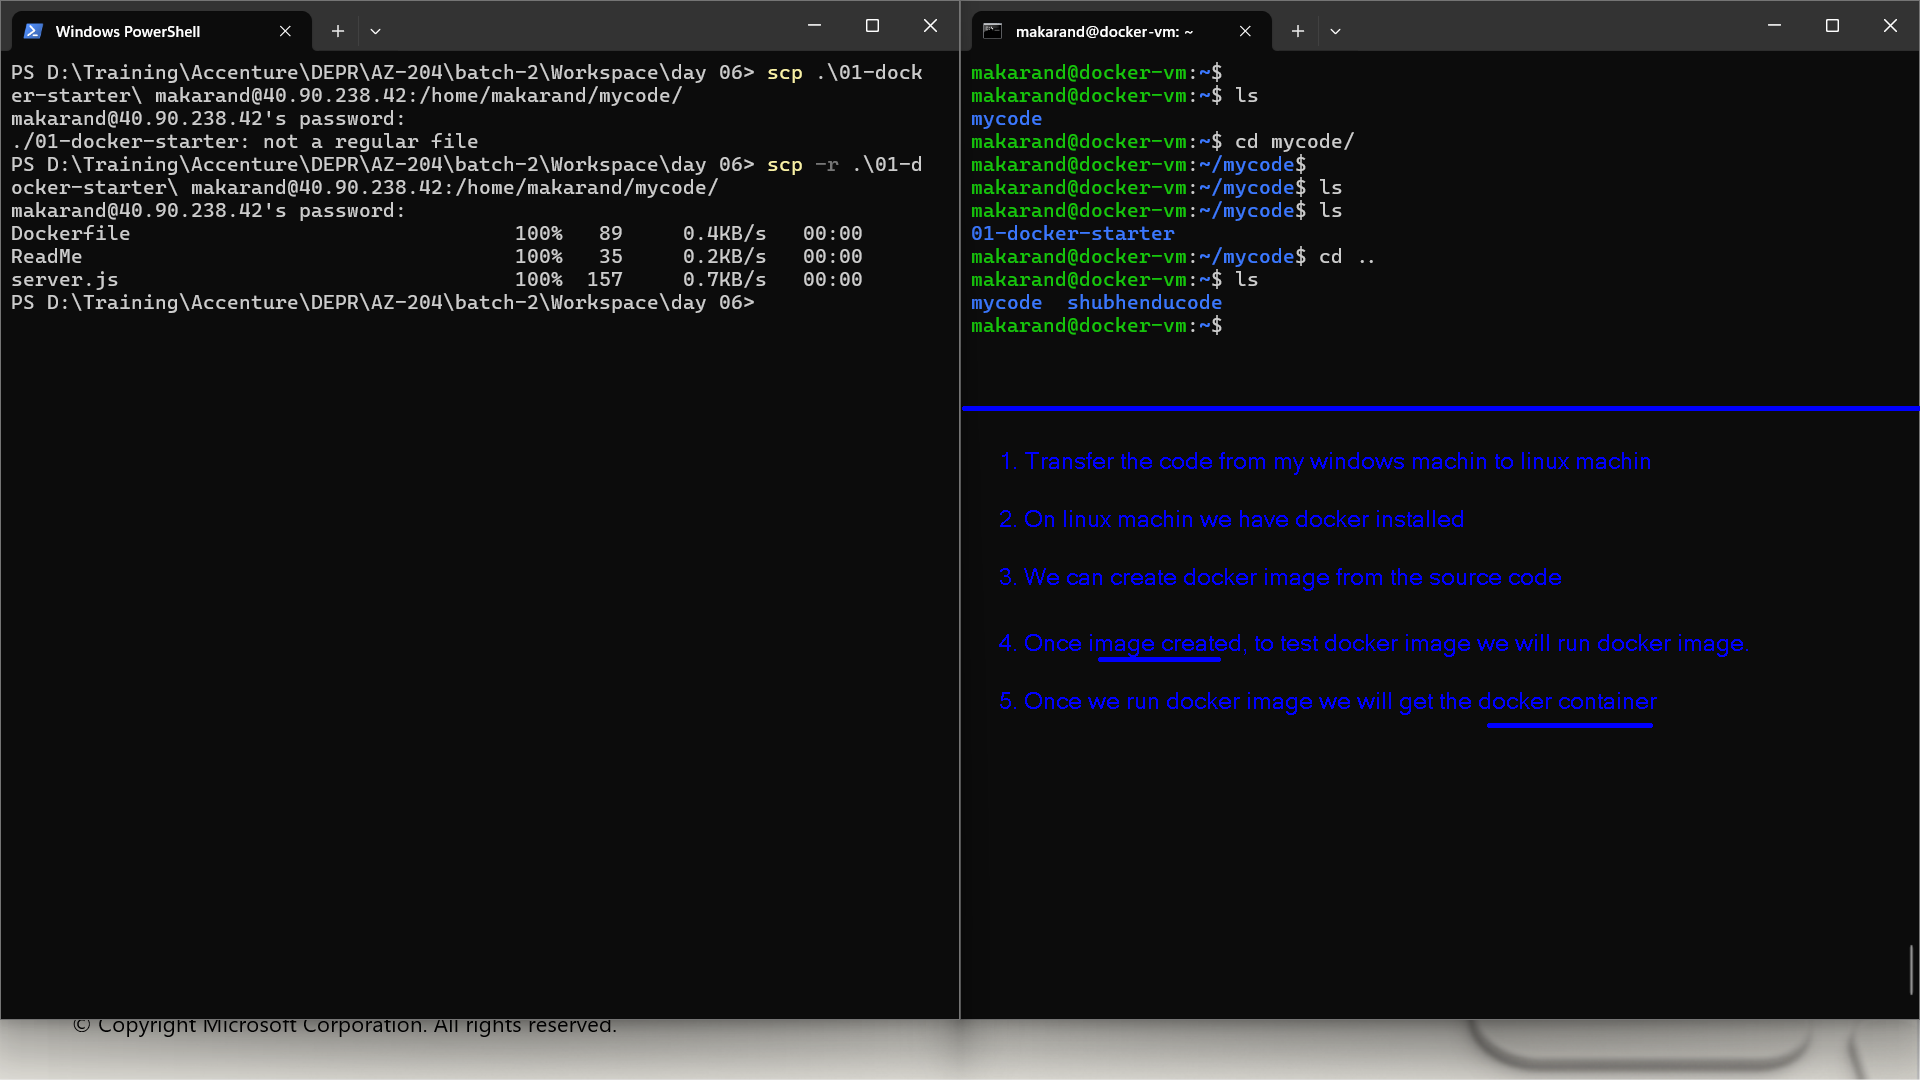 Windows PowerShell
PS D:\Training\Accenture\DEPR\AZ-204\batch-2\Workspace\day 06> scp .\01-dock
er-starter\ makarand@40.90.238.42:/home/makarand/mycode/
makarand@40.90.238.42's password:
./01-docker-starter: not a regular file
PS D:\Training\Accenture\DEPR\AZ-204\batch-2\Workspace\day 06> scp -r .\01-d
ocker-starter\ makarand@40.90.238.42:/home/makarand/mycode/
makarand@40.90.238.42's password:
Dockerfile 100% 89 0.4KB/s 00:00
ReadMe 100% 35 0.2KB/s 00:00
server.js 100% 157 0.7KB/s 00:00
PS D:\Training\Accenture\DEPR\AZ-204\batch-2\Workspace\day 06>
makarand@docker-vm: ~
makarand@docker-vm:~$
makarand@docker-vm:~$ ls
mycode
makarand@docker-vm:~$ cd mycode/
makarand@docker-vm:~/mycode$
makarand@docker-vm:~/mycode$ ls
makarand@docker-vm:~/mycode$ ls
01-docker-starter
makarand@docker-vm:~/mycode$ cd ..
makarand@docker-vm:~$ ls
mycode shubhenducode
makarand@docker-vm:~$
1. Transfer the code from my windows machin to linux machin
2. On linux machin we have docker installed
3. We can create docker image from the source code
4. Once image created, to test docker image we will run docker image.
5. Once we run docker image we will get the docker container
© Copyright Microsoft Corporation. All rights reserved.